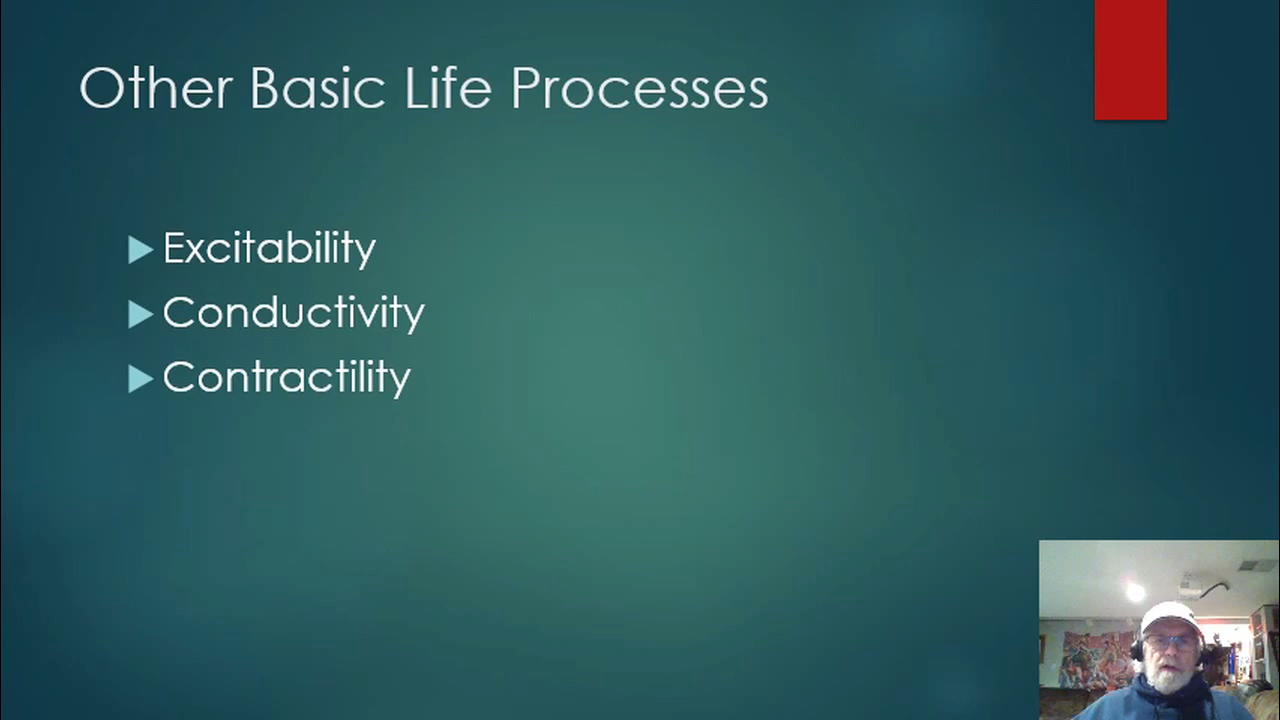 Other Basic Life Processes
Excitability
Conductivity
Contractility